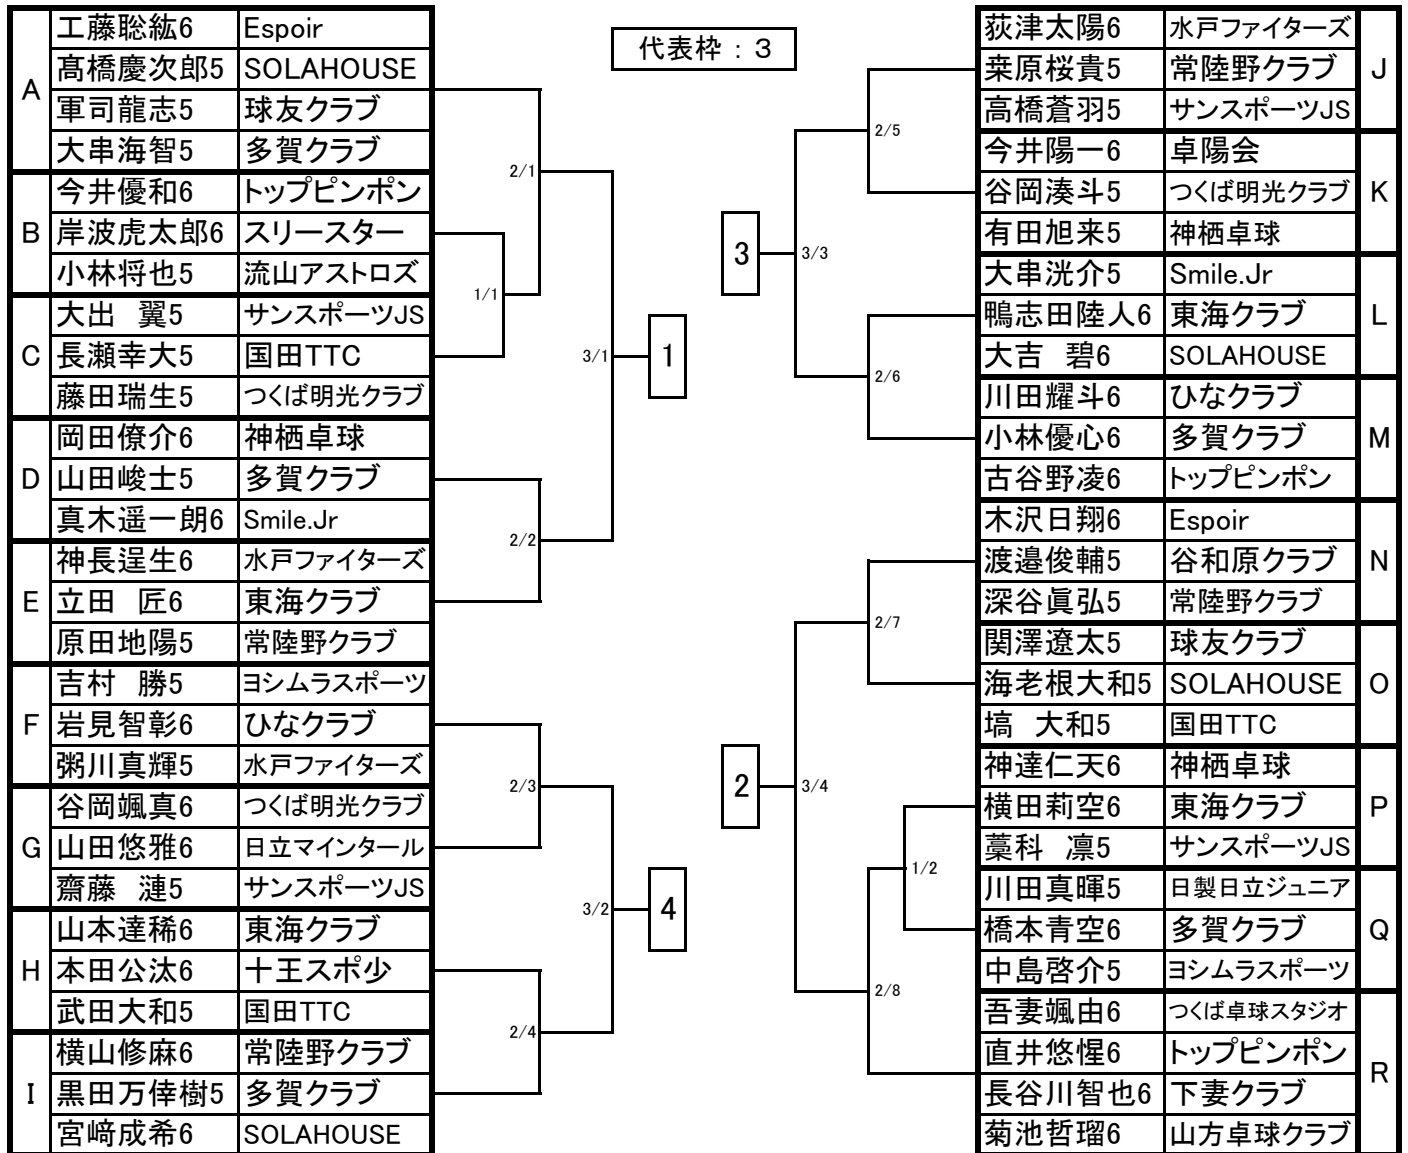 代表枠 : 3
A
工藤聡紘6 Espoir
髙橋慶次郎5 SOLAHOUSE
軍司龍志5 球友クラブ
大串海智5 多賀クラブ
B
今井優和6 トップピンポン
岸波虎太郎6 スリースター
小林将也5 流山アストロズ
C
大出 翼5 サンスポーツJS
長瀬幸大5 国田TTC
藤田瑞生5 つくば明光クラブ
D
岡田僚介6 神栖卓球
山田峻士5 多賀クラブ
真木遥一朗6 Smile.Jr
E
神長逞生6 水戸ファイターズ
立田 匠6 東海クラブ
原田地陽5 常陸野クラブ
F
吉村 勝5 ヨシムラスポーツ
岩見智彰6 ひなクラブ
粥川真輝5 水戸ファイターズ
G
谷岡颯真6 つくば明光クラブ
山田悠雅6 日立マインタール
齋藤 漣5 サンスポーツJS
H
山本達稀6 東海クラブ
本田公汰6 十王スポ少
武田大和5 国田TTC
I
横山修麻6 常陸野クラブ
黒田万倖樹5 多賀クラブ
宮﨑成希6 SOLAHOUSE
2/1
1/1
3/1
1
2/2
2/3
3/2
4
2/4
2/5
3
3/3
2/6
2/7
2
3/4
1/2
2/8
荻津太陽6 水戸ファイターズ
桒原桜貴5 常陸野クラブ
高橋蒼羽5 サンスポーツJS
J
今井陽一6 卓陽会
谷岡湊斗5 つくば明光クラブ
有田旭来5 神栖卓球
K
大串洸介5 Smile.Jr
鴨志田陸人6 東海クラブ
大吉 碧6 SOLAHOUSE
L
川田耀斗6 ひなクラブ
小林優心6 多賀クラブ
古谷野凌6 トップピンポン
M
木沢日翔6 Espoir
渡邉俊輔5 谷和原クラブ
深谷眞弘5 常陸野クラブ
N
関澤遼太5 球友クラブ
海老根大和5 SOLAHOUSE
塙 大和5 国田TTC
O
神達仁天6 神栖卓球
横田莉空6 東海クラブ
藁科 凛5 サンスポーツJS
P
川田真暉5 日製日立ジュニア
橋本青空6 多賀クラブ
中島啓介5 ヨシムラスポーツ
Q
吾妻颯由6 つくば卓球スタジオ
直井悠惺6 トップピンポン
長谷川智也6 下妻クラブ
菊池哲瑠6 山方卓球クラブ
R